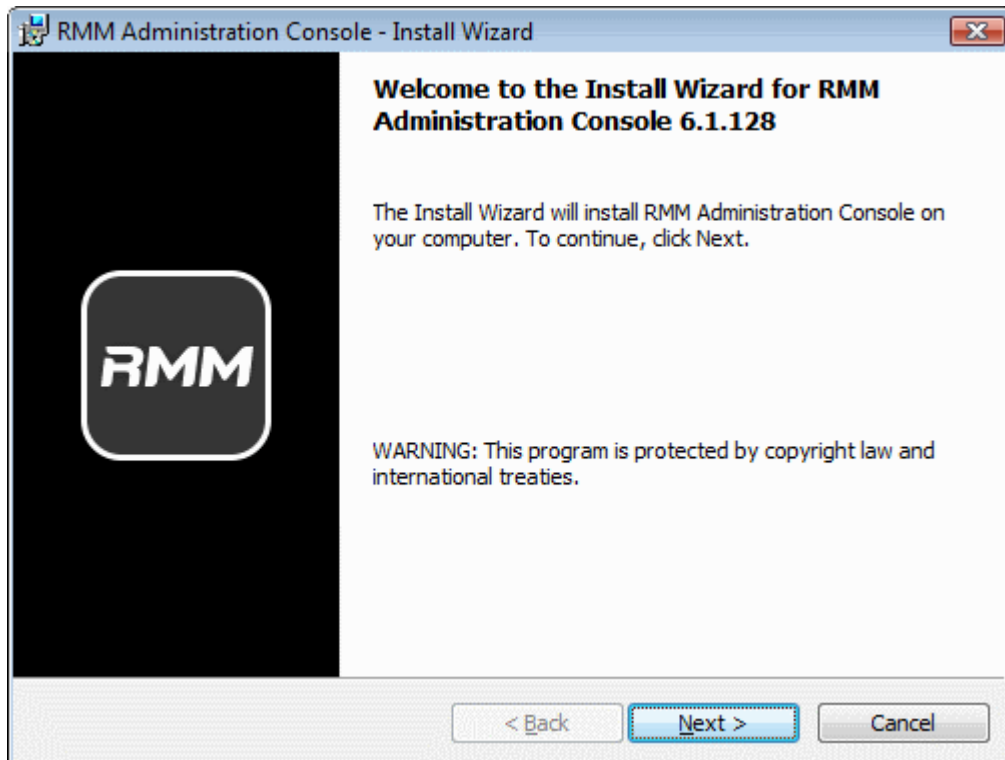 RMM Administration Console - Install Wizard
Welcome to the Install Wizard for RMM
Administration Console 6.1.128
The Install Wizard will install RMM Administration Console on
your computer. To continue, click Next.
RMM
WARNING: This program is protected by copyright law and
international treaties.
< Back
Next >
Cancel